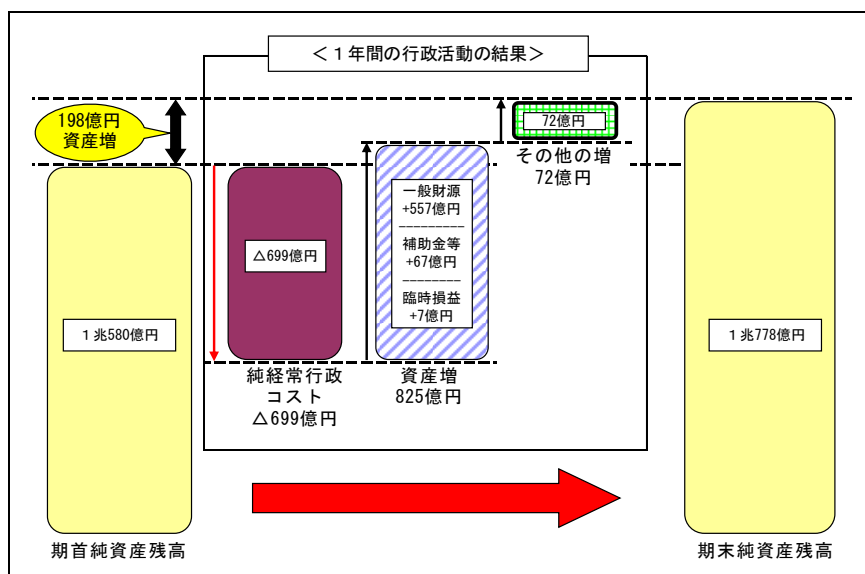 ＜１年間の行政活動の結果＞
198億円
資産増
72億円
その他の増
72億円
一般財源
+557億円
---------
補助金等
+67億円
--------
臨時損益
+7億円
△699億円
１兆580億円
１兆778億円
純経常行政
コスト
△699億円
資産増
825億円
期首純資産残高
期末純資産残高